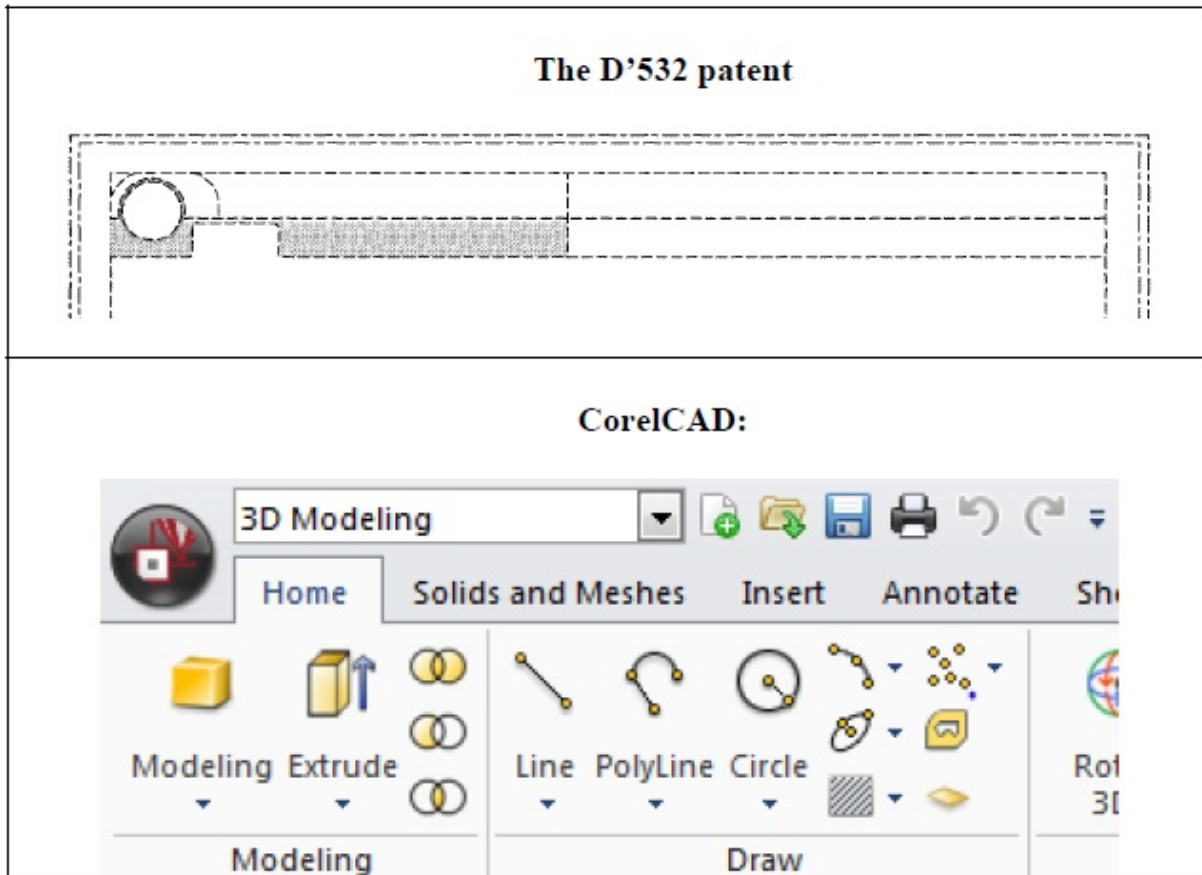 The D’532 patent
CorelCAD:
3D Modeling
Home Solids and Meshes Insert Annotate
Modeling Extrude Line PolyLine Circle
3D
Modeling Draw